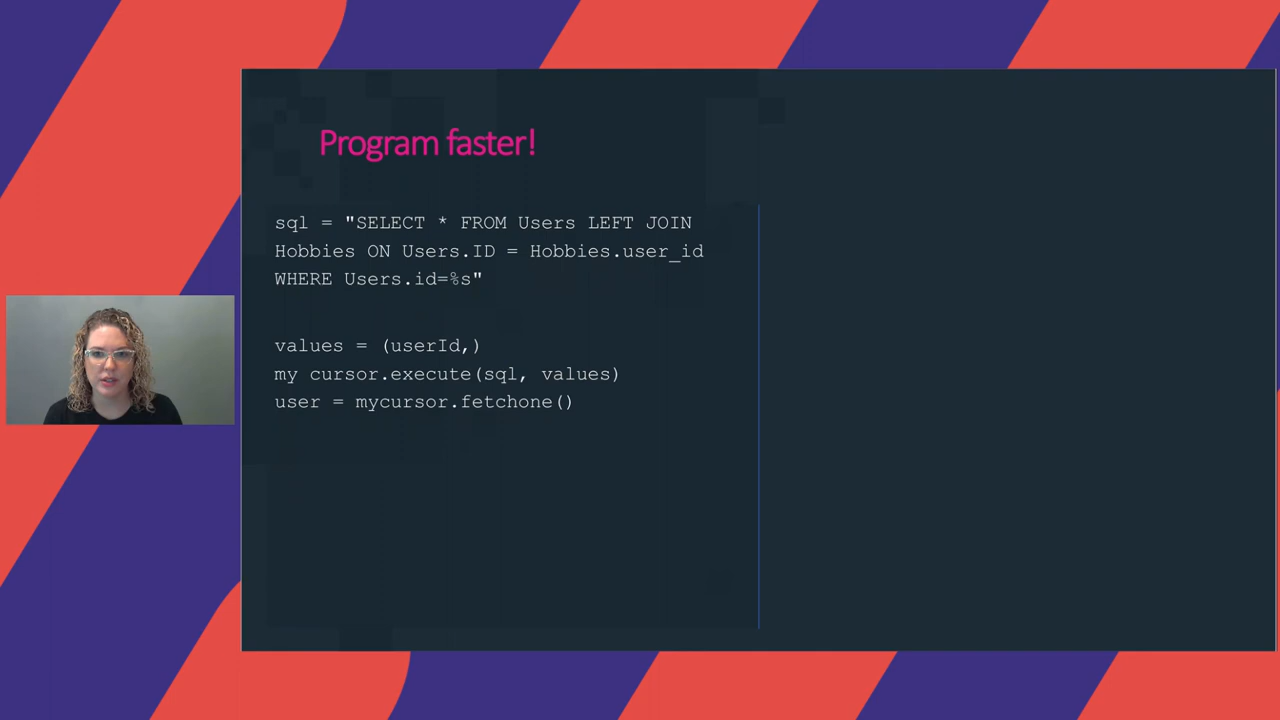 Program faster!
sql = "SELECT * FROM Users LEFT JOIN
Hobbies ON Users.ID = Hobbies.user_id
WHERE Users.id=%s"
values = (userId,)
my cursor.execute(sql, values)
user = mycursor.fetchone()